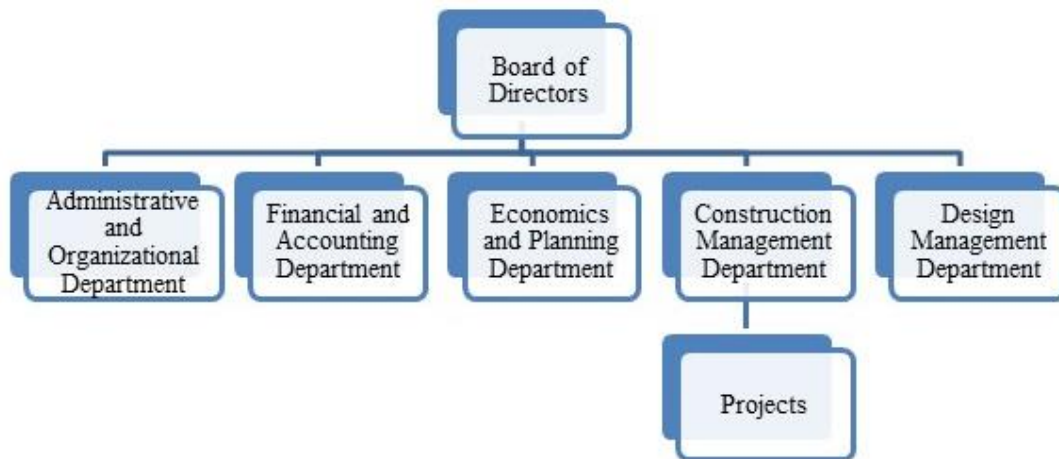 Board of
Directors
Administrative
and
Organizational
Department
Financial and
Accounting
Department
Economics
and Planning
Department
Construction
Management
Department
Design
Management
Department
Projects